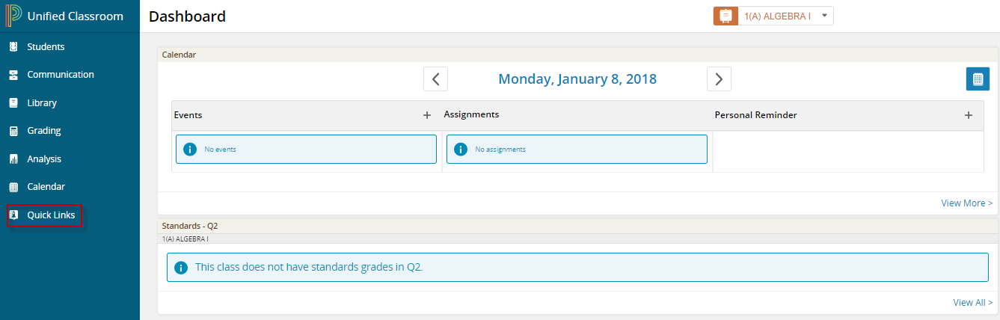 Unified Classroom
Dashboard
1(A) ALGEBRA I
Students
Communication
Library
Grading
Analysis
Calendar
Quick Links
Calendar
Monday, January 8, 2018
Events + Assignments Personal Reminder +
No events No assignments
View More >
Standards - Q2
1(A) ALGEBRA I
This class does not have standards grades in Q2.
View All >